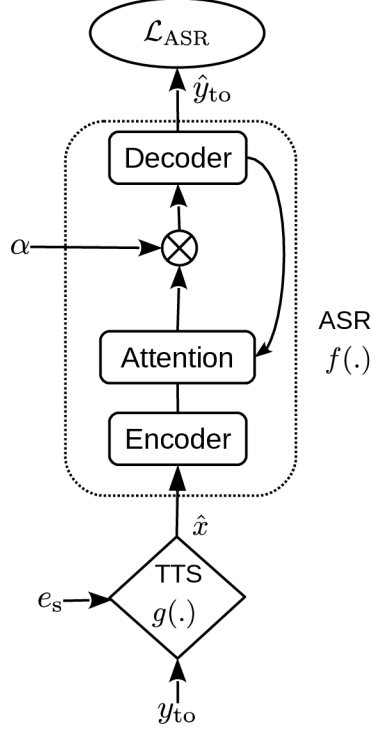 ℒ_ASR
ŷ_to
Decoder
α
⊗
ASR
f(.)
Attention
Encoder
x̂
TTS
e_s
g(.)
y_to